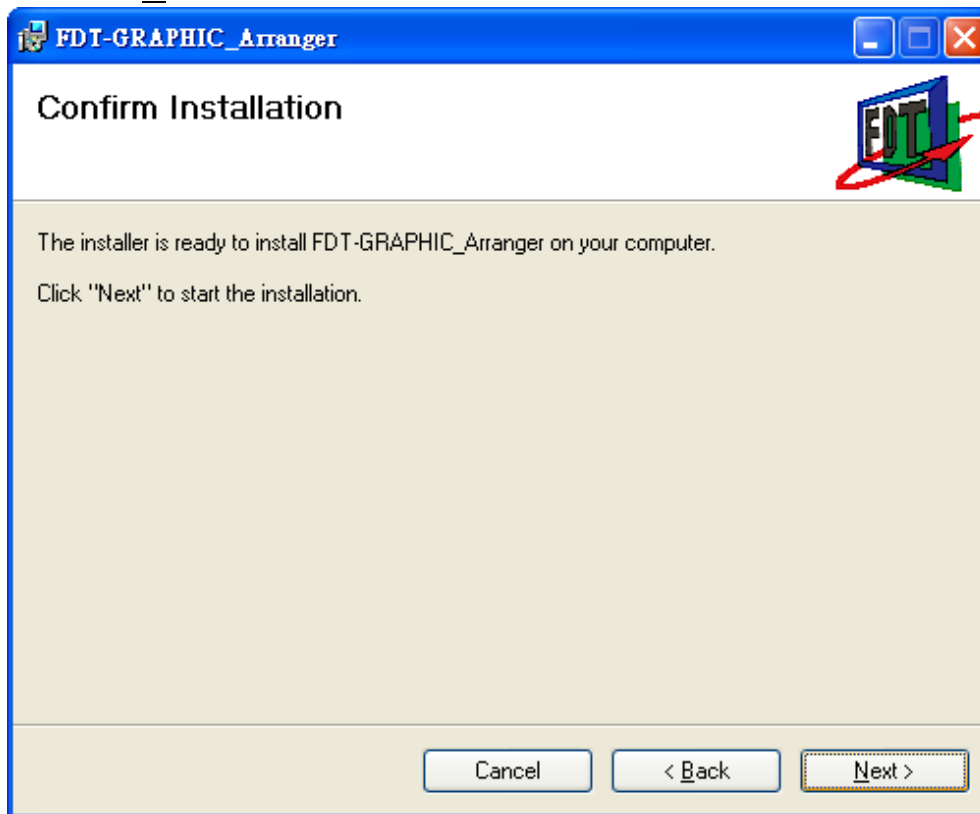 FDT-GRAPHIC_Arranger
Confirm Installation
FDT
The installer is ready to install FDT-GRAPHIC_Arranger on your computer.
Click "Next" to start the installation.
Cancel
< Back
Next >